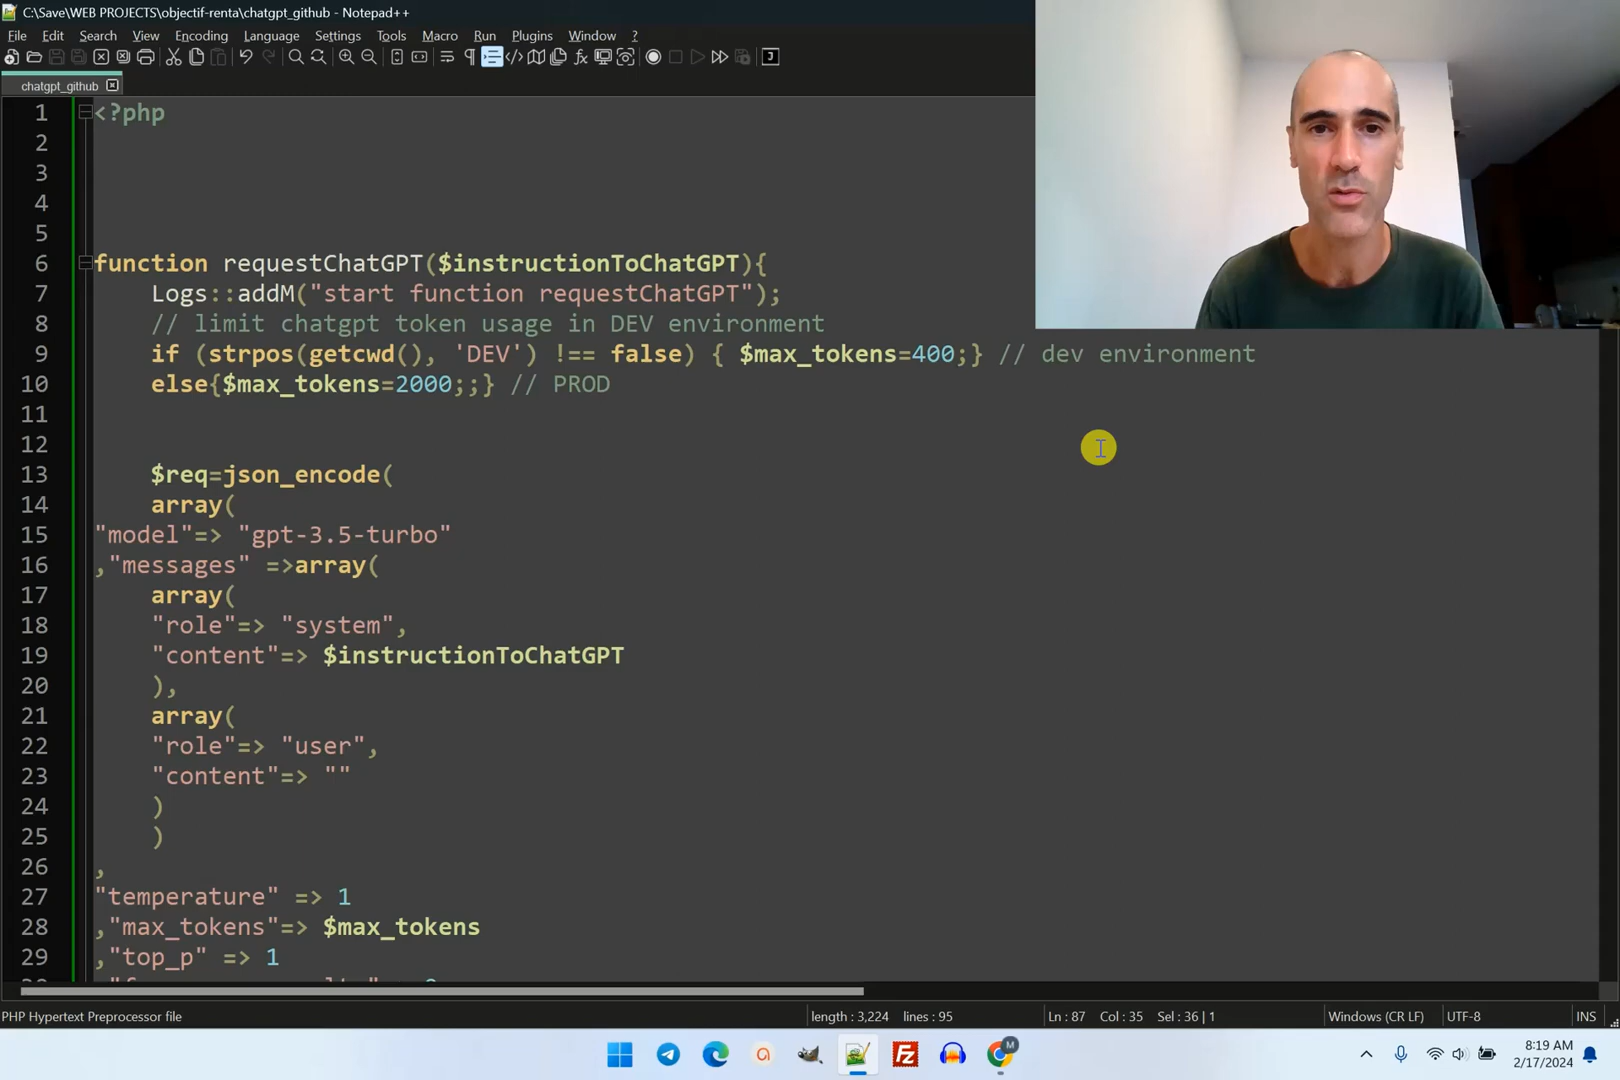 C:\Save\WEB PROJECTS\objectif-renta\chatgpt_github - Notepad++
File Edit Search View Encoding Language Settings Tools Macro Run Plugins Window ?
chatgpt_github
1 <?php
2
3
4
5
6 function requestChatGPT($instructionToChatGPT){
7 Logs::addM("start function requestChatGPT");
8 // limit chatgpt token usage in DEV environment
9 if (strpos(getcwd(), 'DEV') !== false) { $max_tokens=400;} // dev environment
10 else{$max_tokens=2000;;} // PROD
11
12
13 $req=json_encode(
14 array(
15 "model"=> "gpt-3.5-turbo"
16 ,"messages" =>array(
17 array(
18 "role"=> "system",
19 "content"=> $instructionToChatGPT
20 ),
21 array(
22 "role"=> "user",
23 "content"=> ""
24 )
25 )
26 ,
27 "temperature" => 1
28 ,"max_tokens"=> $max_tokens
29 ,"top_p" => 1
PHP Hypertext Preprocessor file length : 3,224 lines : 95 Ln : 87 Col : 35 Sel : 36 | 1 Windows (CR LF) UTF-8 INS
M
8:19 AM
2/17/2024